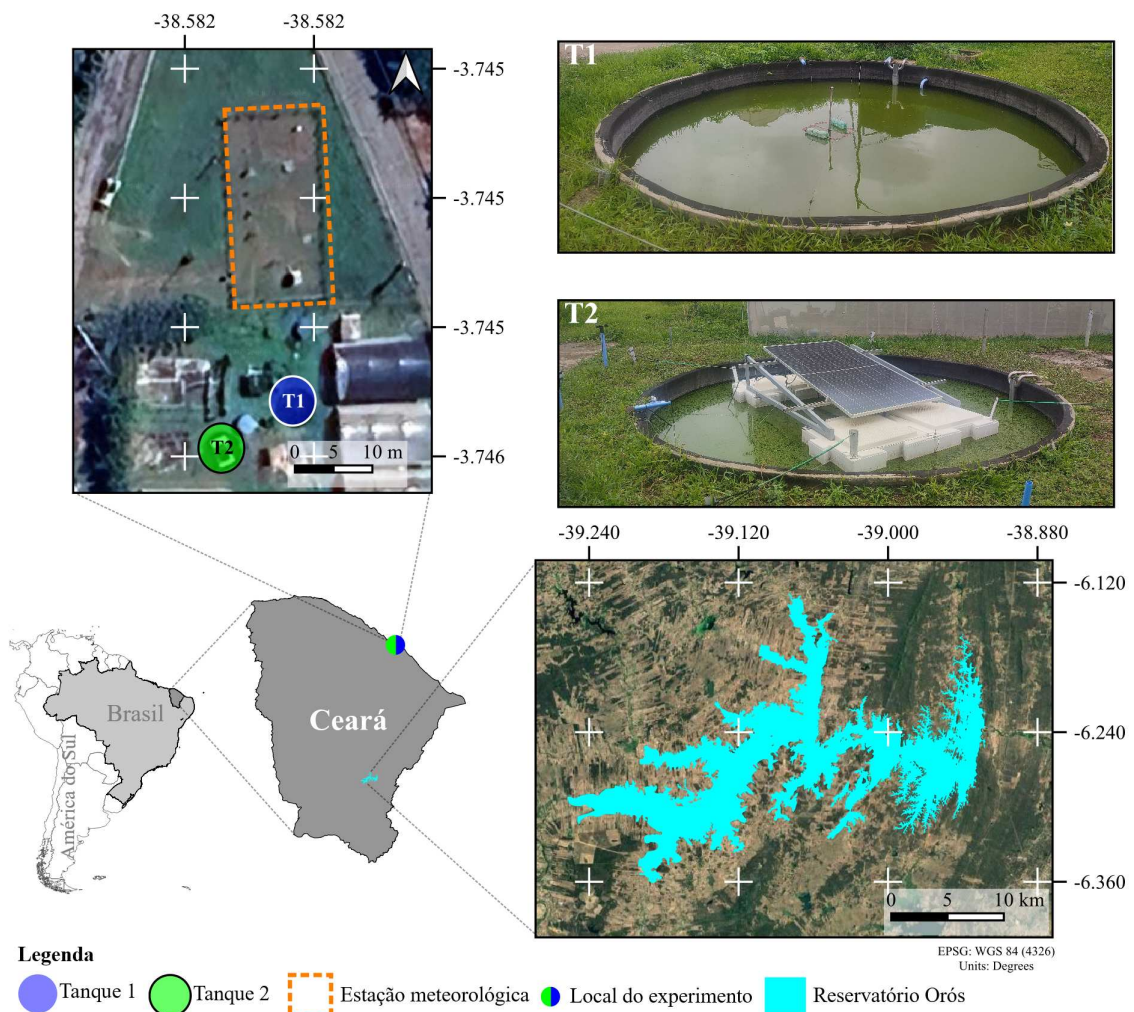 -38.582
-38.582
-3.745
-3.745
-3.745
-3.746
T1
T2
0 5 10 m
T1
T2
-39.240
-39.120
-39.000
-38.880
-6.120
-6.240
-6.360
0 5 10 km
Brasil
América do Sul
Ceará
EPSG: WGS 84 (4326)
Units: Degrees
Legenda
Tanque 1
Tanque 2
Estação meteorológica
Local do experimento
Reservatório Orós